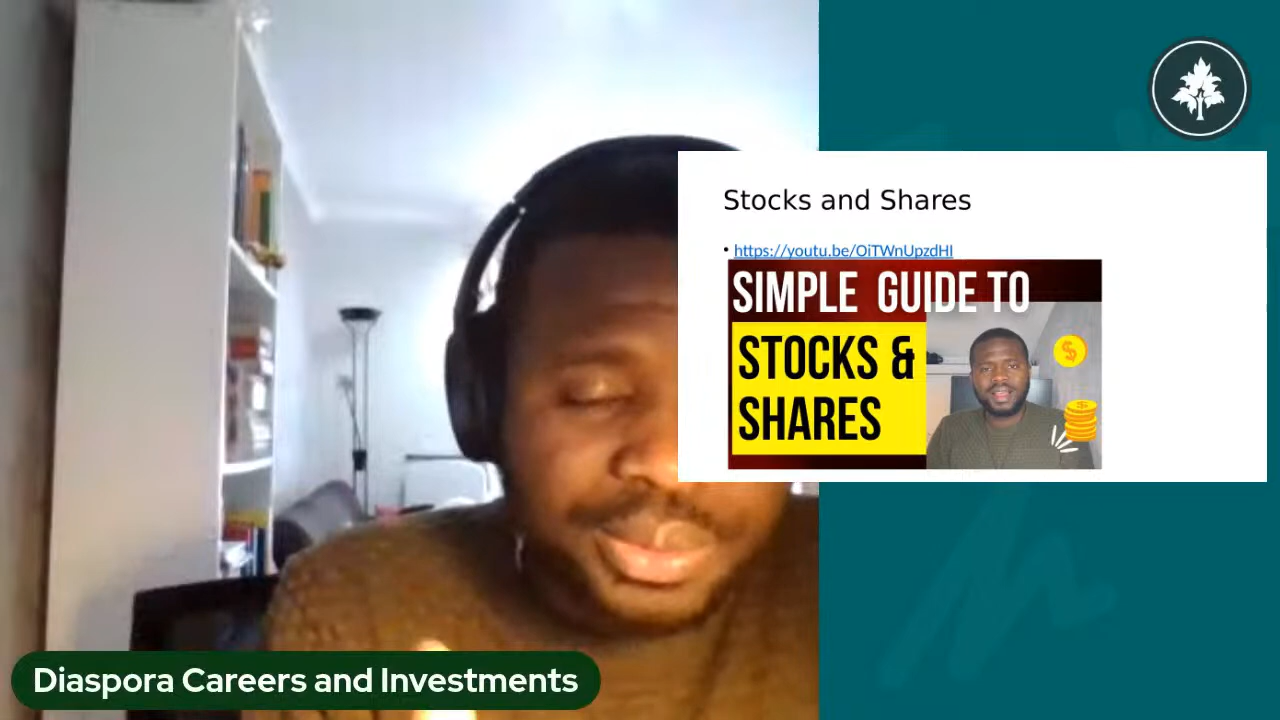 Stocks and Shares
• https://youtu.be/OiTWnUpzdHI
SIMPLE GUIDE TO
STOCKS &
SHARES
Diaspora Careers and Investments